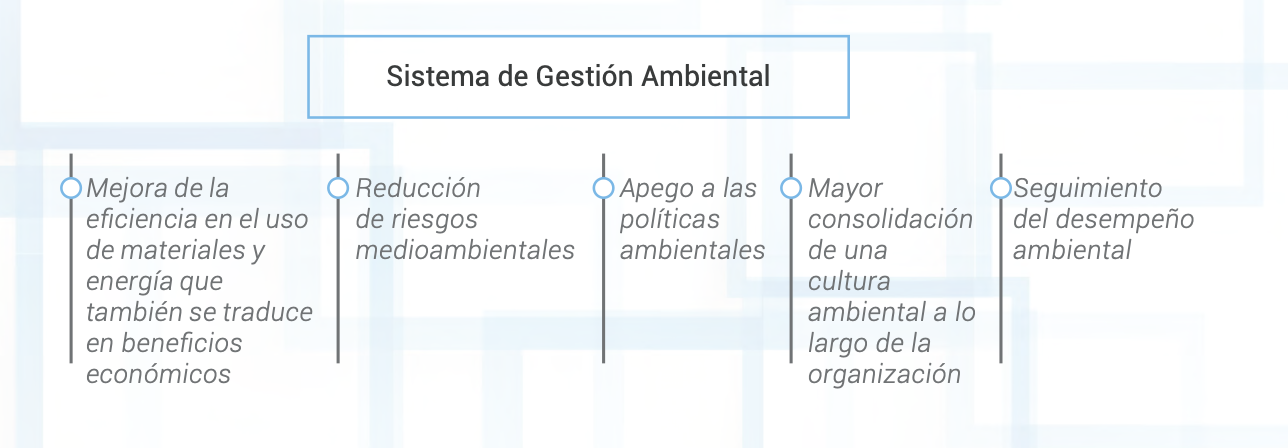 Sistema de Gestión Ambiental
Mejora de la
eficiencia en el uso
de materiales y
energía que
también se traduce
en beneficios
económicos
Reducción
de riesgos
medioambientales
Apego a las
políticas
ambientales
Mayor
consolidación
de una
cultura
ambiental a lo
largo de la
organización
Seguimiento
del desempeño
ambiental